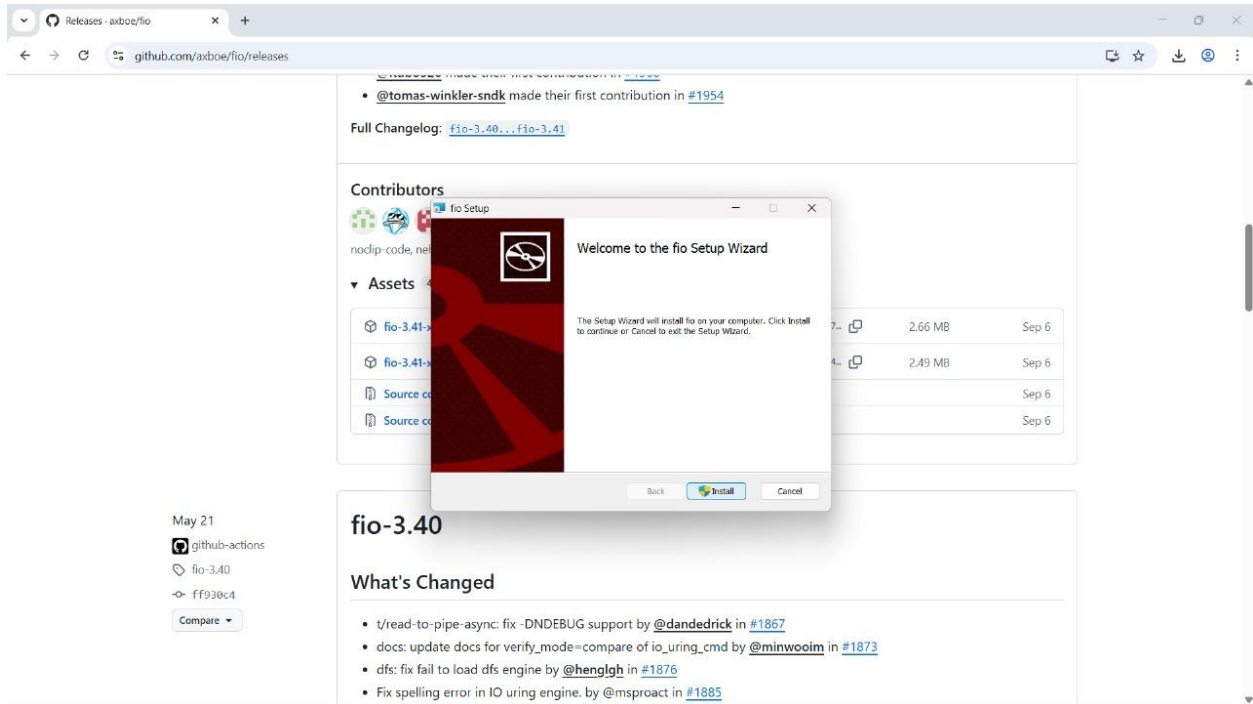 Releases · axboe/fio
github.com/axboe/fio/releases
made their first contribution in
@tomas-winkler-sndk made their first contribution in #1954
Full Changelog: fio-3.40...fio-3.41
Contributors
noclip-code,
Assets
fio-3.41-
2.66 MB
Sep 6
fio-3.41-
2.49 MB
Sep 6
Source
Sep 6
Source
Sep 6
fio Setup
Welcome to the fio Setup Wizard
The Setup Wizard will install fio on your computer. Click Install
to continue or Cancel to exit the Setup Wizard.
Back
Install
Cancel
May 21
github-actions
fio-3.40
ff930c4
Compare
fio-3.40
What's Changed
t/read-to-pipe-async: fix -DNDEBUG support by @dandedrick in #1867
docs: update docs for verify_mode=compare of io_uring_cmd by @minwooim in #1873
dfs: fix fail to load dfs engine by @henglgh in #1876
Fix spelling error in IO uring engine. by @msproact in #1885